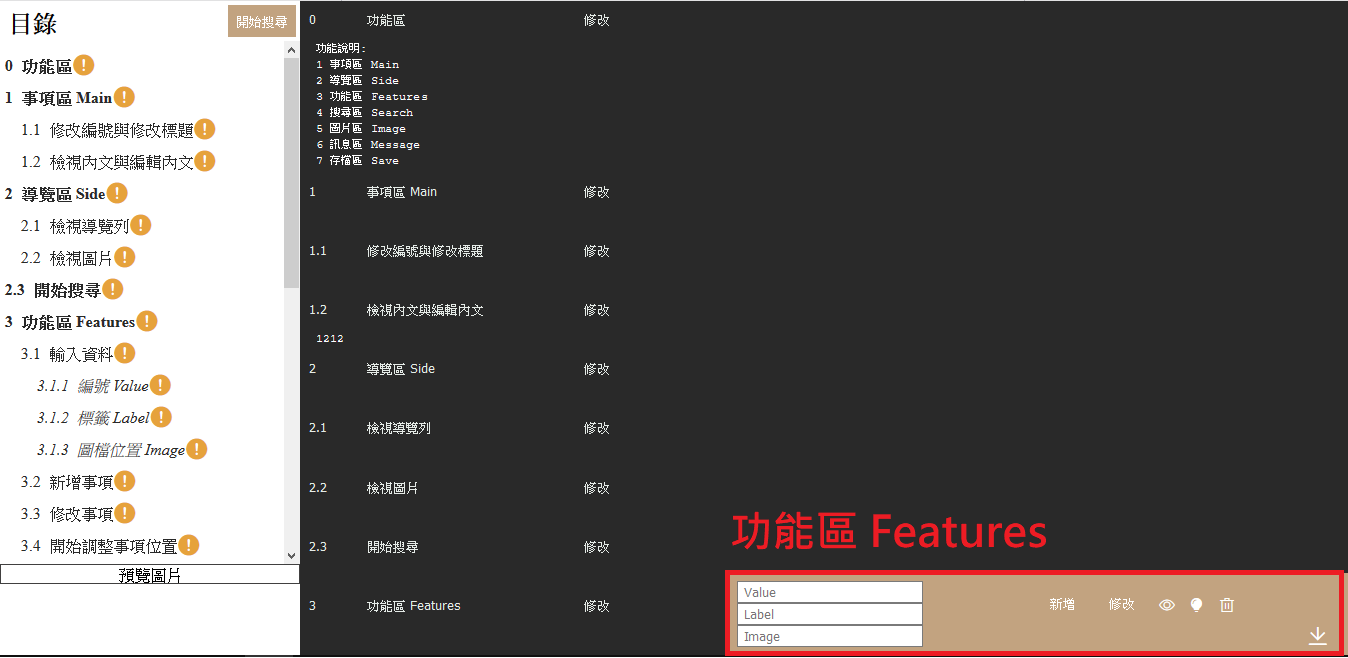 目錄
開始搜尋
0 功能區
1 事項區 Main
1.1 修改編號與修改標題
1.2 檢視內文與編輯內文
2 導覽區 Side
2.1 檢視導覽列
2.2 檢視圖片
2.3 開始搜尋
3 功能區 Features
3.1 輸入資料
3.1.1 編號 Value
3.1.2 標籤 Label
3.1.3 圖檔位置 Image
3.2 新增事項
3.3 修改事項
3.4 開始調整事項位置
預覽圖片
0 功能區 修改
功能說明:
1 事項區 Main
2 導覽區 Side
3 功能區 Features
4 搜尋區 Search
5 圖片區 Image
6 訊息區 Message
7 存檔區 Save
1 事項區 Main 修改
1.1 修改編號與修改標題 修改
1.2 檢視內文與編輯內文 修改
1212
2 導覽區 Side 修改
2.1 檢視導覽列 修改
2.2 檢視圖片 修改
2.3 開始搜尋 修改
3 功能區 Features 修改
功能區 Features
Value
Label
Image
新增 修改